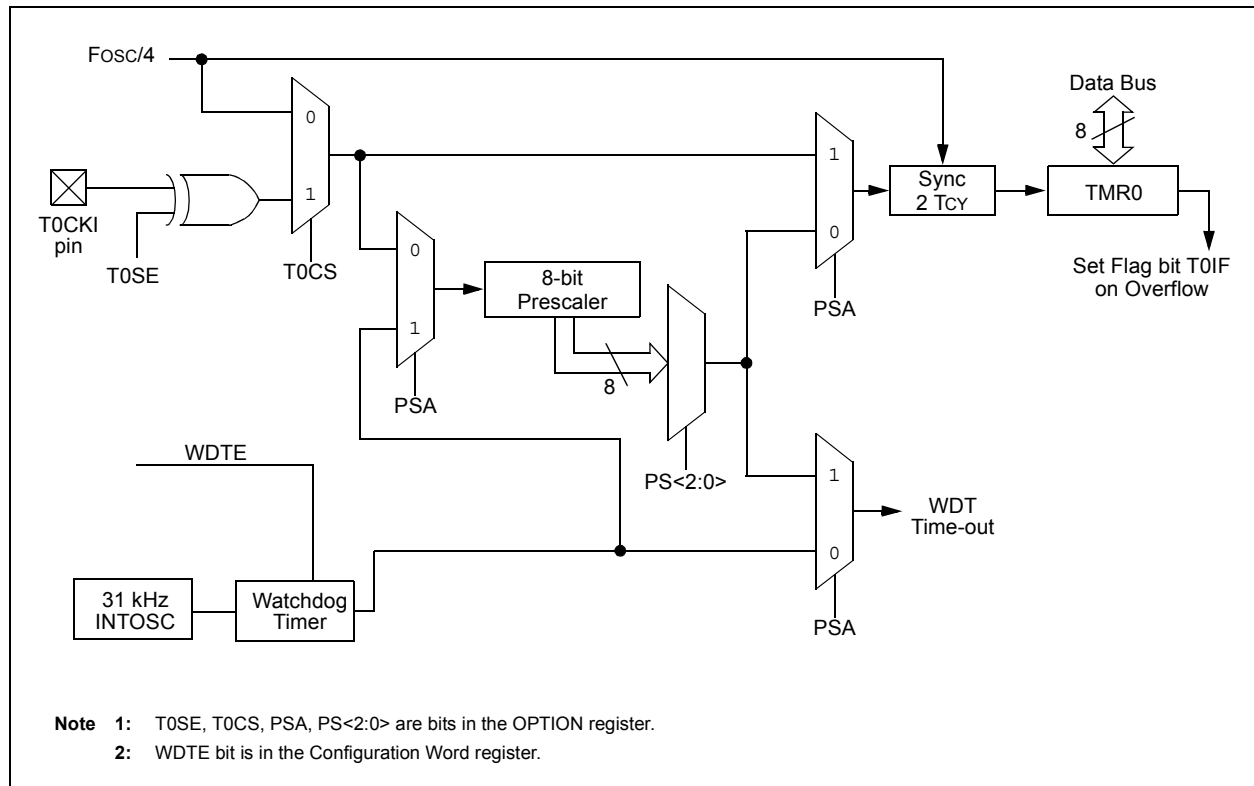 FOSC/4
Data Bus
8
0
1
T0CKI
pin
T0SE
T0CS
1
0
PSA
Sync
2 TCY
TMR0
Set Flag bit T0IF
on Overflow
0
1
PSA
8-bit
Prescaler
8
PS<2:0>
WDTE
31 kHz
INTOSC
Watchdog
Timer
1
0
PSA
WDT
Time-out
Note 1: T0SE, T0CS, PSA, PS<2:0> are bits in the OPTION register.
2: WDTE bit is in the Configuration Word register.